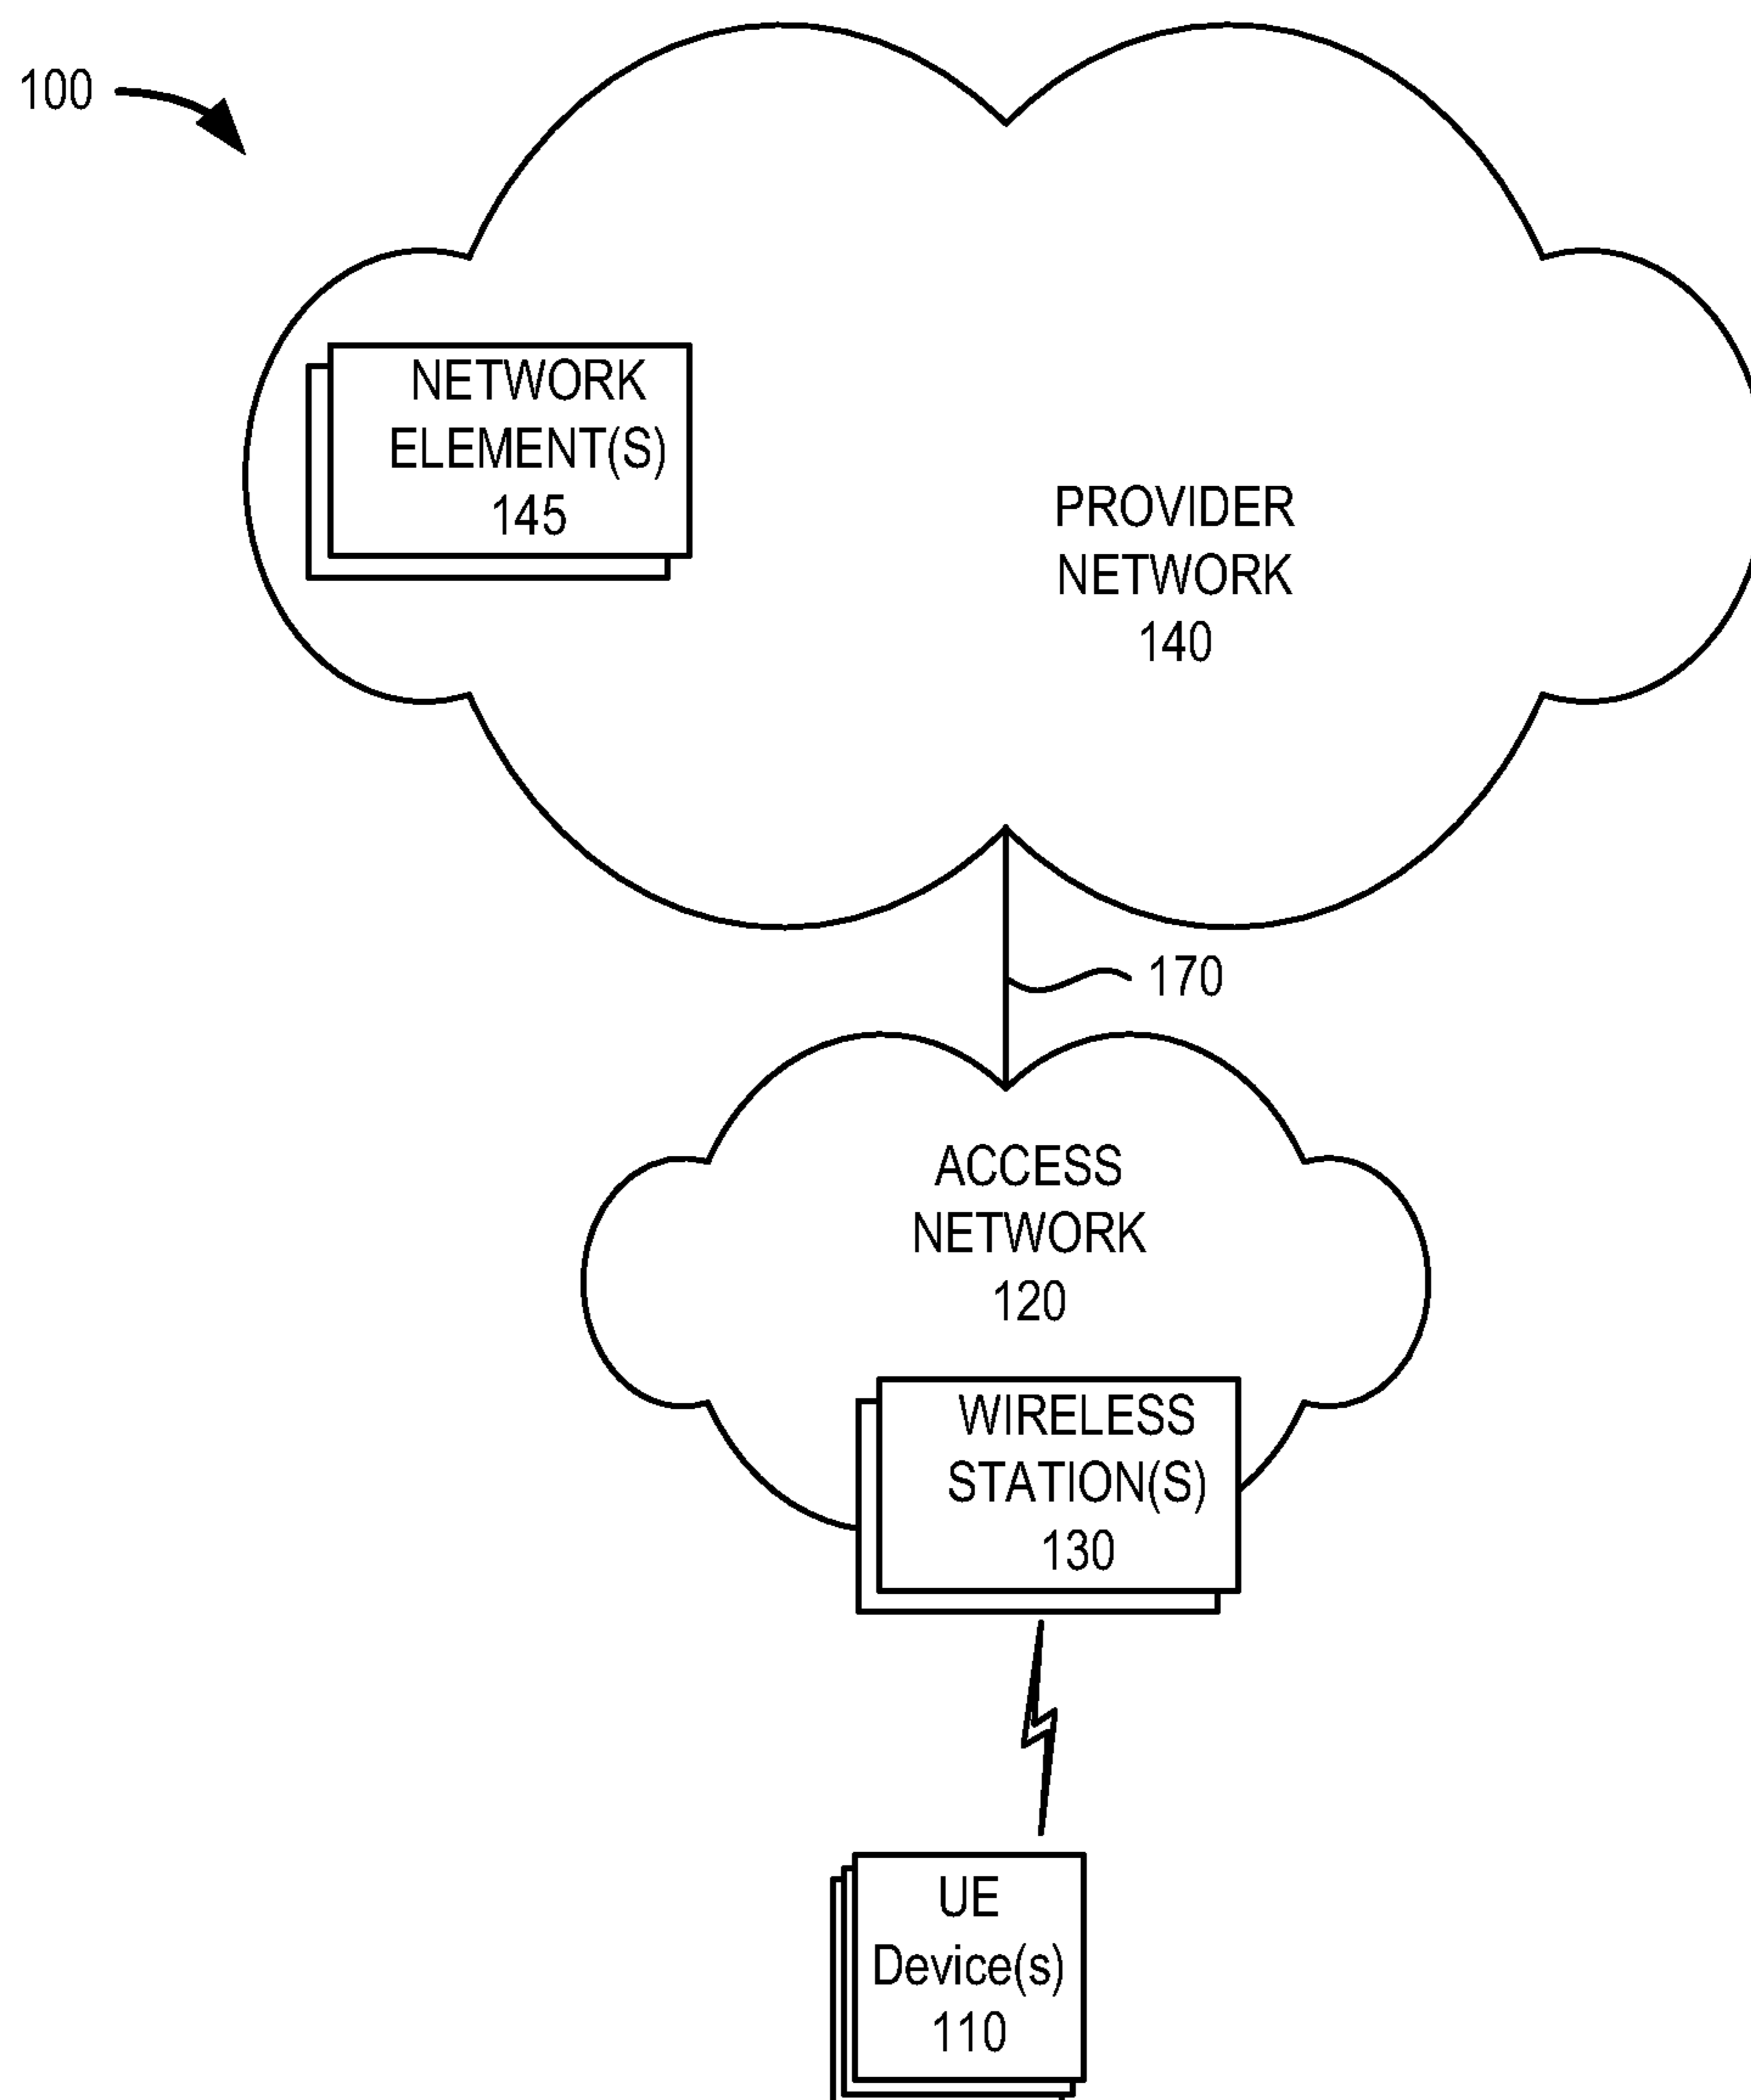 100
NETWORK
ELEMENT(S)
145
PROVIDER
NETWORK
140
170
ACCESS
NETWORK
120
WIRELESS
STATION(S)
130
UE
Device(s)
110